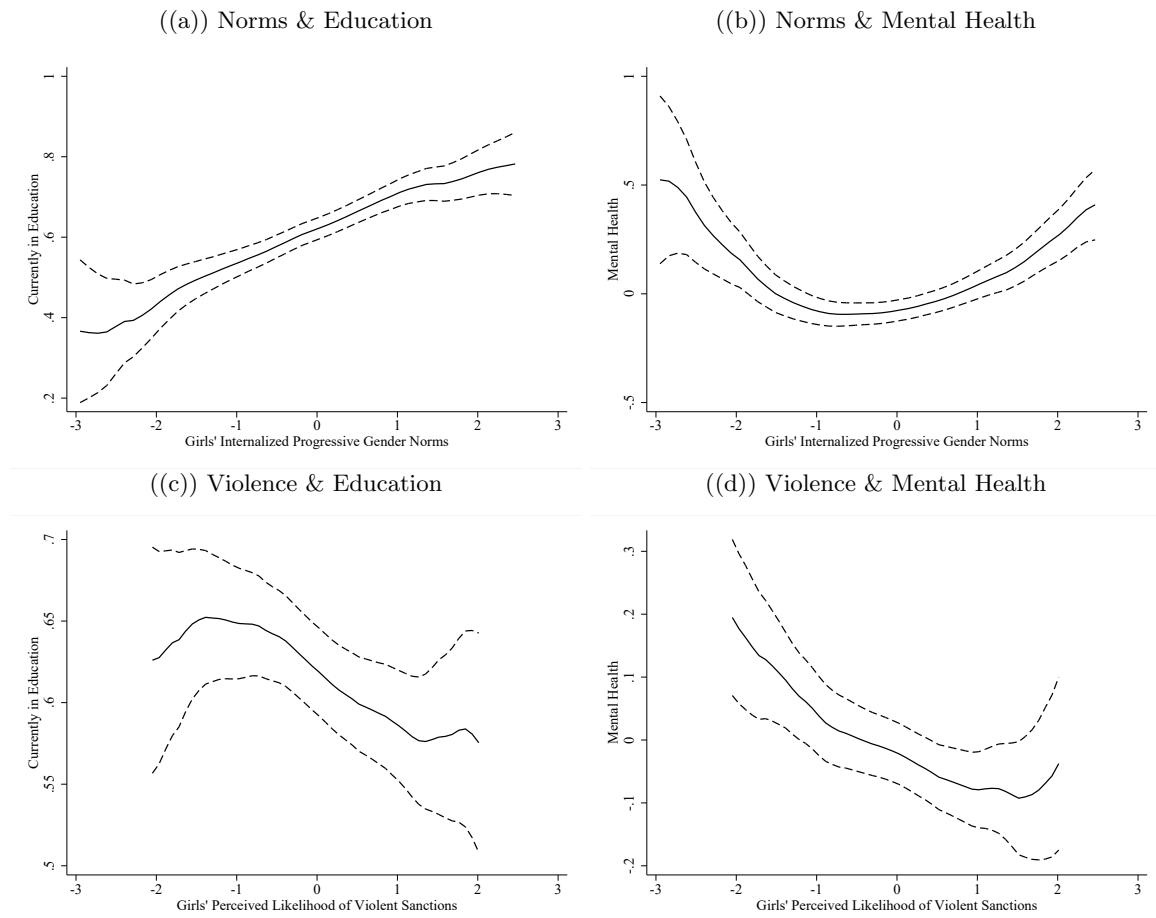 ((a)) Norms & Education
((b)) Norms & Mental Health
Currently in Education
.2 .4 .6 .8 1
-3 -2 -1 0 1 2 3
Girls' Internalized Progressive Gender Norms
Mental Health
-.5 0 .5 1
-3 -2 -1 0 1 2 3
Girls' Internalized Progressive Gender Norms
((c)) Violence & Education
((d)) Violence & Mental Health
Currently in Education
.5 .55 .6 .65 .7
-3 -2 -1 0 1 2 3
Girls' Perceived Likelihood of Violent Sanctions
Mental Health
-.2 -.1 0 .1 .2 .3
-3 -2 -1 0 1 2 3
Girls' Perceived Likelihood of Violent Sanctions